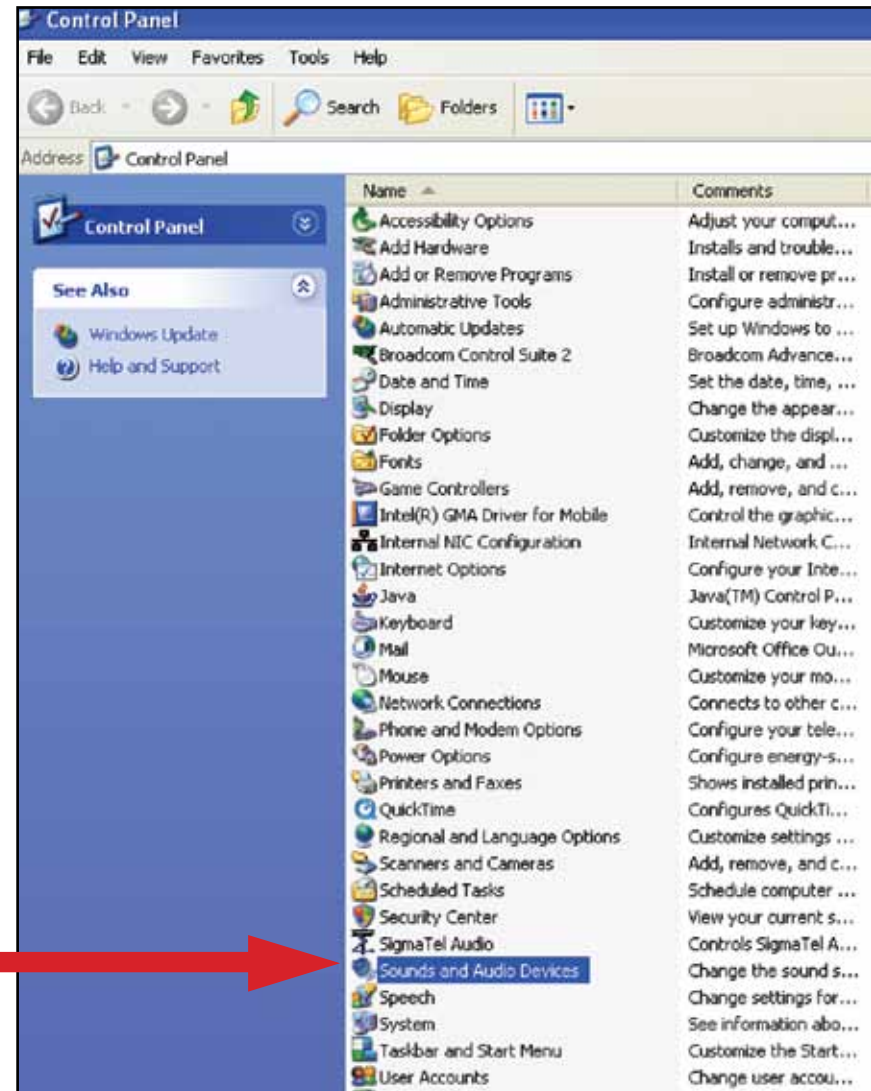 Control Panel
File Edit View Favorites Tools Help
Back Search Folders
Address Control Panel
Control Panel
See Also
Windows Update
Help and Support
Name Comments
Accessibility Options Adjust your comput...
Add Hardware Installs and trouble...
Add or Remove Programs Install or remove pr...
Administrative Tools Configure administr...
Automatic Updates Set up Windows to ...
Broadcom Control Suite 2 Broadcom Advance...
Date and Time Set the date, time, ...
Display Change the appear...
Folder Options Customize the displ...
Fonts Add, change, and ...
Game Controllers Add, remove, and c...
Intel(R) GMA Driver for Mobile Control the graphic...
Internal NIC Configuration Internal Network C...
Internet Options Configure your Inte...
Java Java(TM) Control P...
Keyboard Customize your key...
Mail Microsoft Office Ou...
Mouse Customize your mo...
Network Connections Connects to other c...
Phone and Modem Options Configure your tele...
Power Options Configure energy-s...
Printers and Faxes Shows installed prin...
QuickTime Configures QuickTi...
Regional and Language Options Customize settings ...
Scanners and Cameras Add, remove, and c...
Scheduled Tasks Schedule computer ...
Security Center View your current s...
SigmaTel Audio Controls SigmaTel A...
Sounds and Audio Devices Change the sound s...
Speech Change settings for...
System See information abo...
Taskbar and Start Menu Customize the Start...
User Accounts Change user accou...